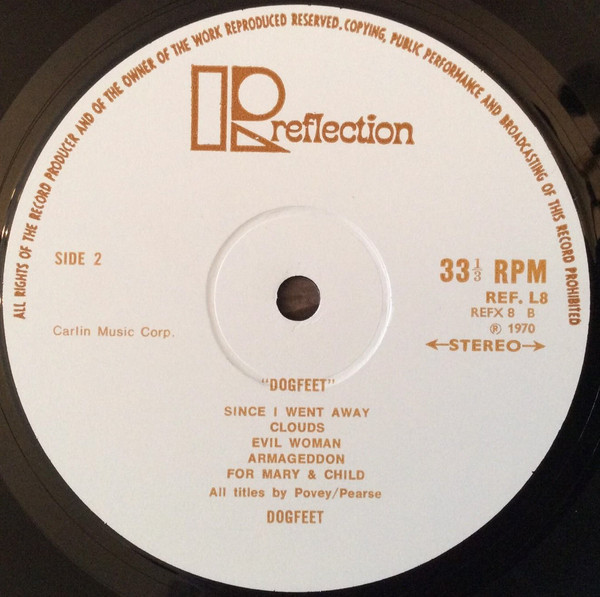 ALL RIGHTS OF THE RECORD PRODUCER AND OF THE OWNER OF THE WORK REPRODUCED RESERVED. COPYING, PUBLIC PERFORMANCE AND BROADCASTING OF THIS RECORD PROHIBITED
R reflection
SIDE 2
33⅓ RPM
REF. L8
REFX 8 B
℗ 1970
STEREO
Carlin Music Corp.
"DOGFEET"
SINCE I WENT AWAY
CLOUDS
EVIL WOMAN
ARMAGEDDON
FOR MARY & CHILD
All titles by Povey/Pearse
DOGFEET